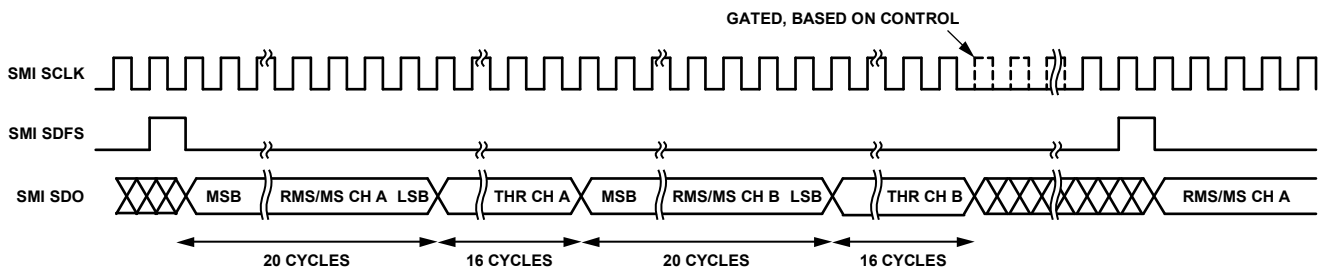 GATED, BASED ON CONTROL
SMI SCLK
SMI SDFS
SMI SDO
MSB
RMS/MS CH A LSB
THR CH A
MSB
RMS/MS CH B LSB
THR CH B
RMS/MS CH A
20 CYCLES
16 CYCLES
20 CYCLES
16 CYCLES